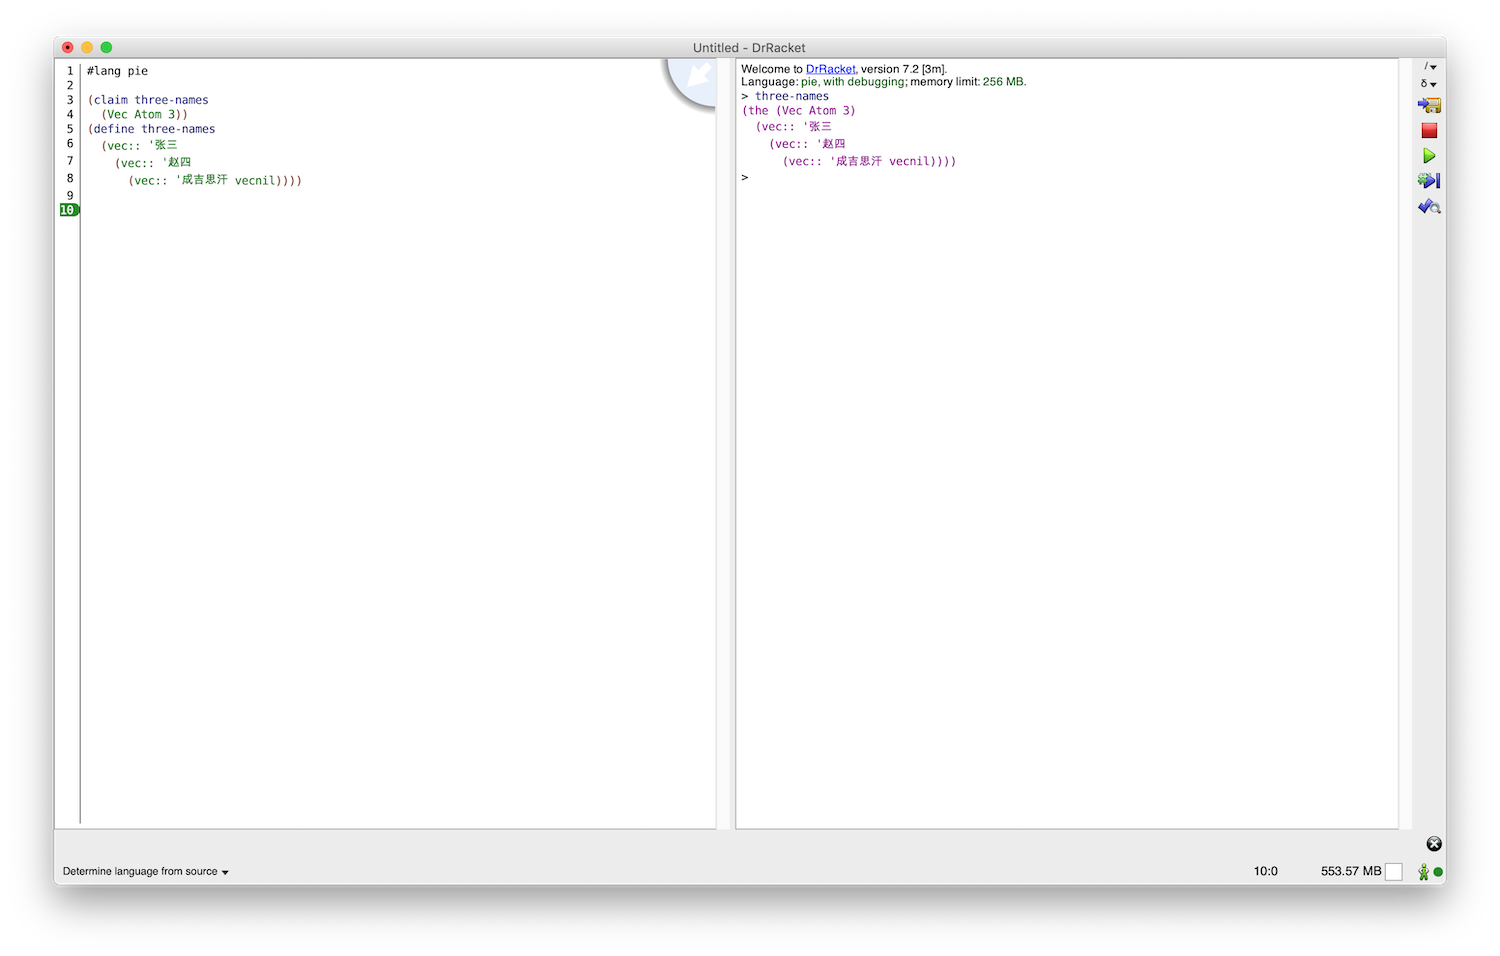 Untitled - DrRacket
1 #lang pie
2
3 (claim three-names
4   (Vec Atom 3))
5 (define three-names
6   (vec:: '张三
7     (vec:: '赵四
8       (vec:: '成吉思汗 vecnil))))
9
10
Welcome to DrRacket, version 7.2 [3m].
Language: pie, with debugging; memory limit: 256 MB.
> three-names
(the (Vec Atom 3)
  (vec:: '张三
    (vec:: '赵四
      (vec:: '成吉思汗 vecnil))))
>
/
δ
Determine language from source
10:0
553.57 MB